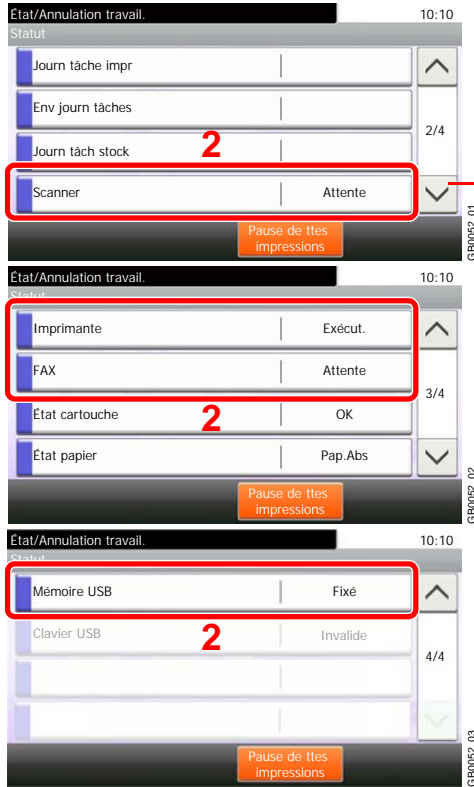 État/Annulation travail. 10:10
Statut
Journ tâche impr
Env journ tâches
2/4
Journ tâch stock
2
Scanner Attente
Pause de ttes
impressions
GB0052_01
État/Annulation travail. 10:10
Statut
Imprimante Exécut.
FAX Attente
3/4
État cartouche OK
2
État papier Pap.Abs
Pause de ttes
impressions
GB0052_02
État/Annulation travail. 10:10
Statut
Mémoire USB Fixé
Clavier USB Invalide
2
4/4
Pause de ttes
impressions
GB0052_03